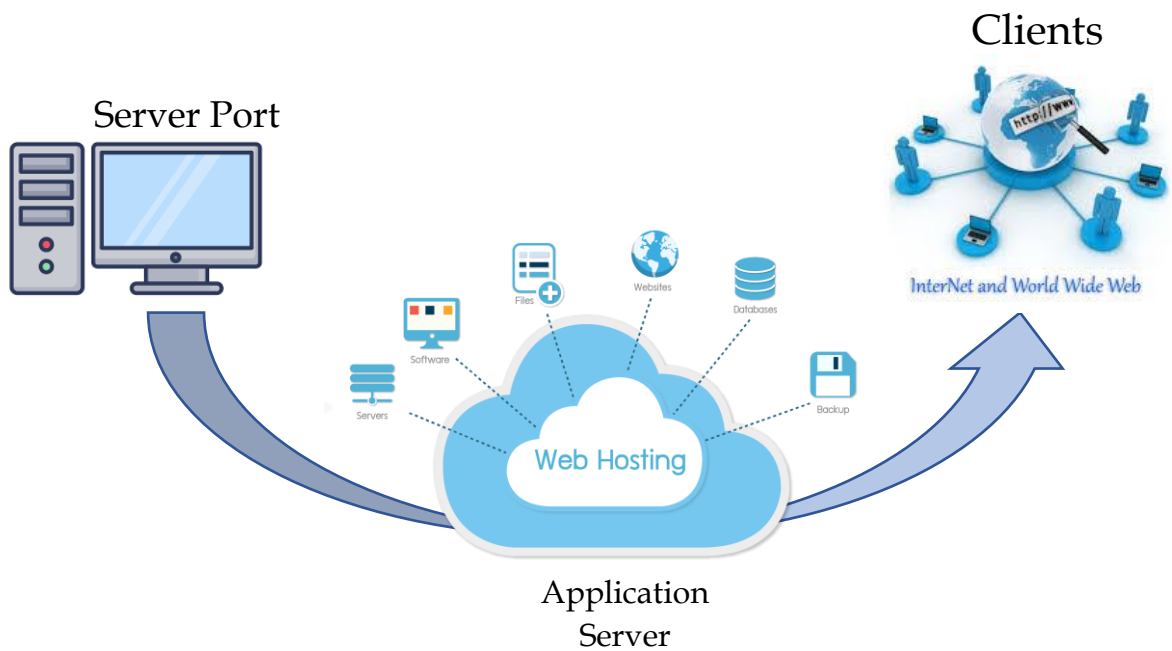 Clients
Server Port
http://www
InterNet and World Wide Web
Files
Websites
Databases
Software
Servers
Backup
Web Hosting
Application
Server